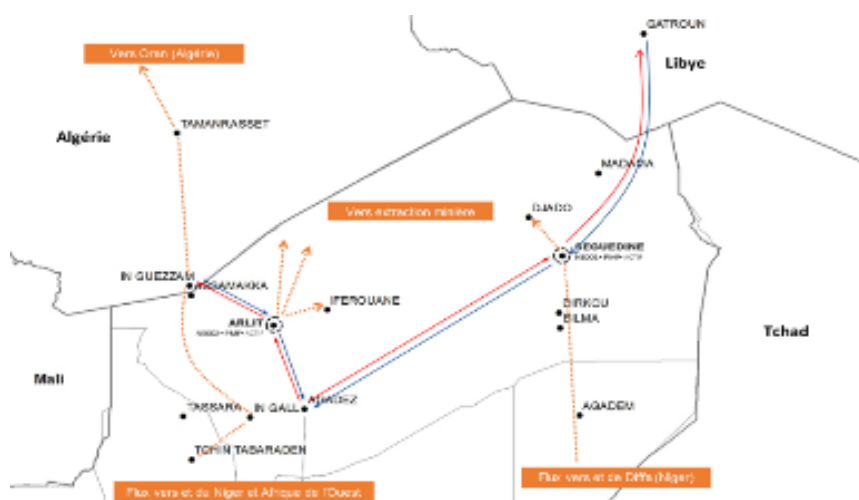 GATROUN
Vers Oran (Algérie)
Libye
TAMANRASSET
Algérie
MADAMA
Vers extraction minière
DJADO
SEGUEDINE
IN GUEZZAM
ASSAMAKKA
IFEROUANE
ARLIT
DIRKOU
BILMA
Tchad
Mali
AGADEZ
TASSARA
IN GALL
AGADEM
TCHIN TABARADEN
Flux vers et de Diffa (Niger)
Flux vers et du Niger et Afrique de l'Ouest